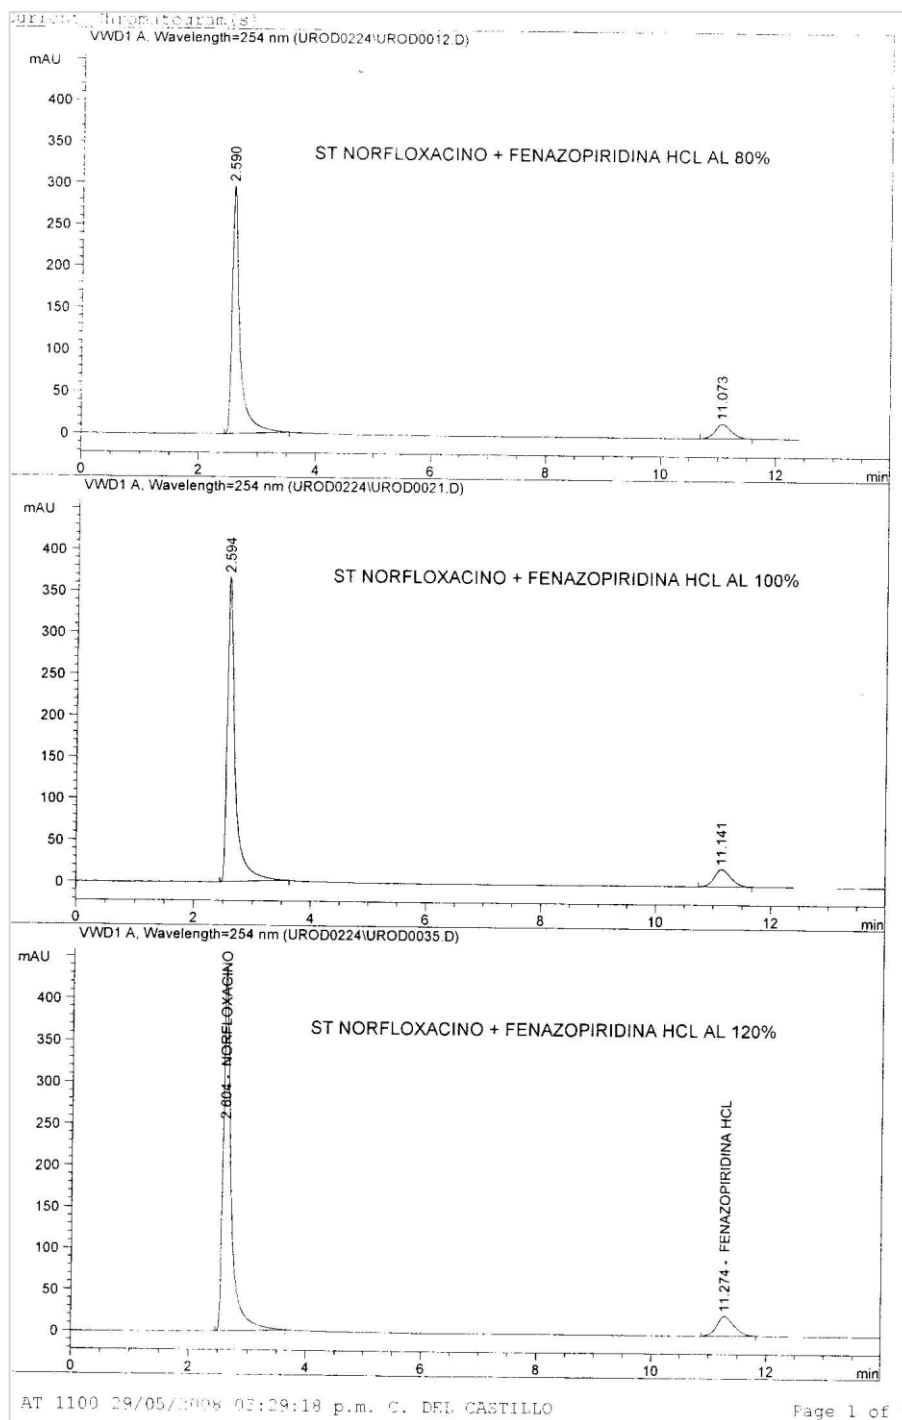 Current Chromatogram(s)
VWD1 A, Wavelength=254 nm (UROD0224\UROD0012.D)
mAU
400
350
300
250
200
150
100
50
0
2.590
ST NORFLOXACINO + FENAZOPIRIDINA HCL AL 80%
11.073
0 2 4 6 8 10 12 min
VWD1 A, Wavelength=254 nm (UROD0224\UROD0021.D)
mAU
400
350
300
250
200
150
100
50
0
2.594
ST NORFLOXACINO + FENAZOPIRIDINA HCL AL 100%
11.141
0 2 4 6 8 10 12 min
VWD1 A, Wavelength=254 nm (UROD0224\UROD0035.D)
mAU
400
350
300
250
200
150
100
50
0
2.604 - NORFLOXACINO
ST NORFLOXACINO + FENAZOPIRIDINA HCL AL 120%
11.274 - FENAZOPIRIDINA HCL
0 2 4 6 8 10 12 min
AT 1100 29/05/2008 03:29:18 p.m. C. DEL CASTILLO
Page 1 of